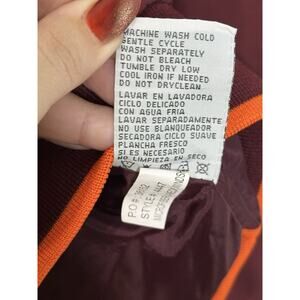 MACHINE WASH COLD
GENTLE CYCLE
WASH SEPARATELY
DO NOT BLEACH
TUMBLE DRY LOW
COOL IRON IF NEEDED
DO NOT DRYCLEAN
LAVAR EN LAVADORA
CICLO DELICADO
CON AGUA FRIA
LAVAR SEPARADAMENTE
NO USE BLANQUEADOR
SECADORA CICLO SUAVE
PLANCHA FRESCO
SI ES NECESARIO
NO LIMPIEZA EN SECO
P.O#
STYLE#